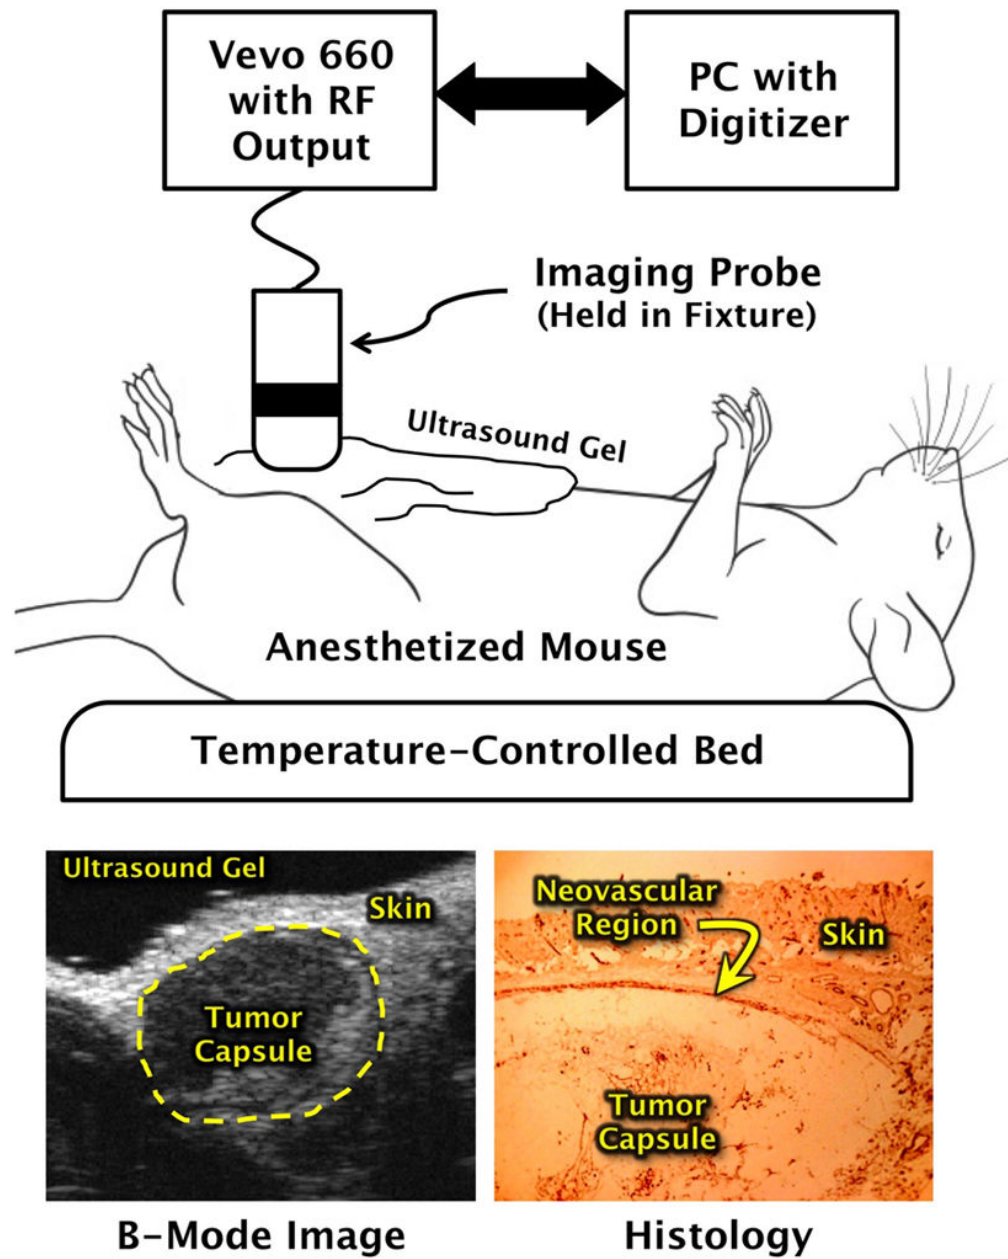 Vevo 660
with RF
Output
PC with
Digitizer
Imaging Probe
(Held in Fixture)
Ultrasound Gel
Anesthetized Mouse
Temperature-Controlled Bed
Ultrasound Gel
Skin
Tumor
Capsule
Neovascular
Region
Skin
Tumor
Capsule
B-Mode Image
Histology